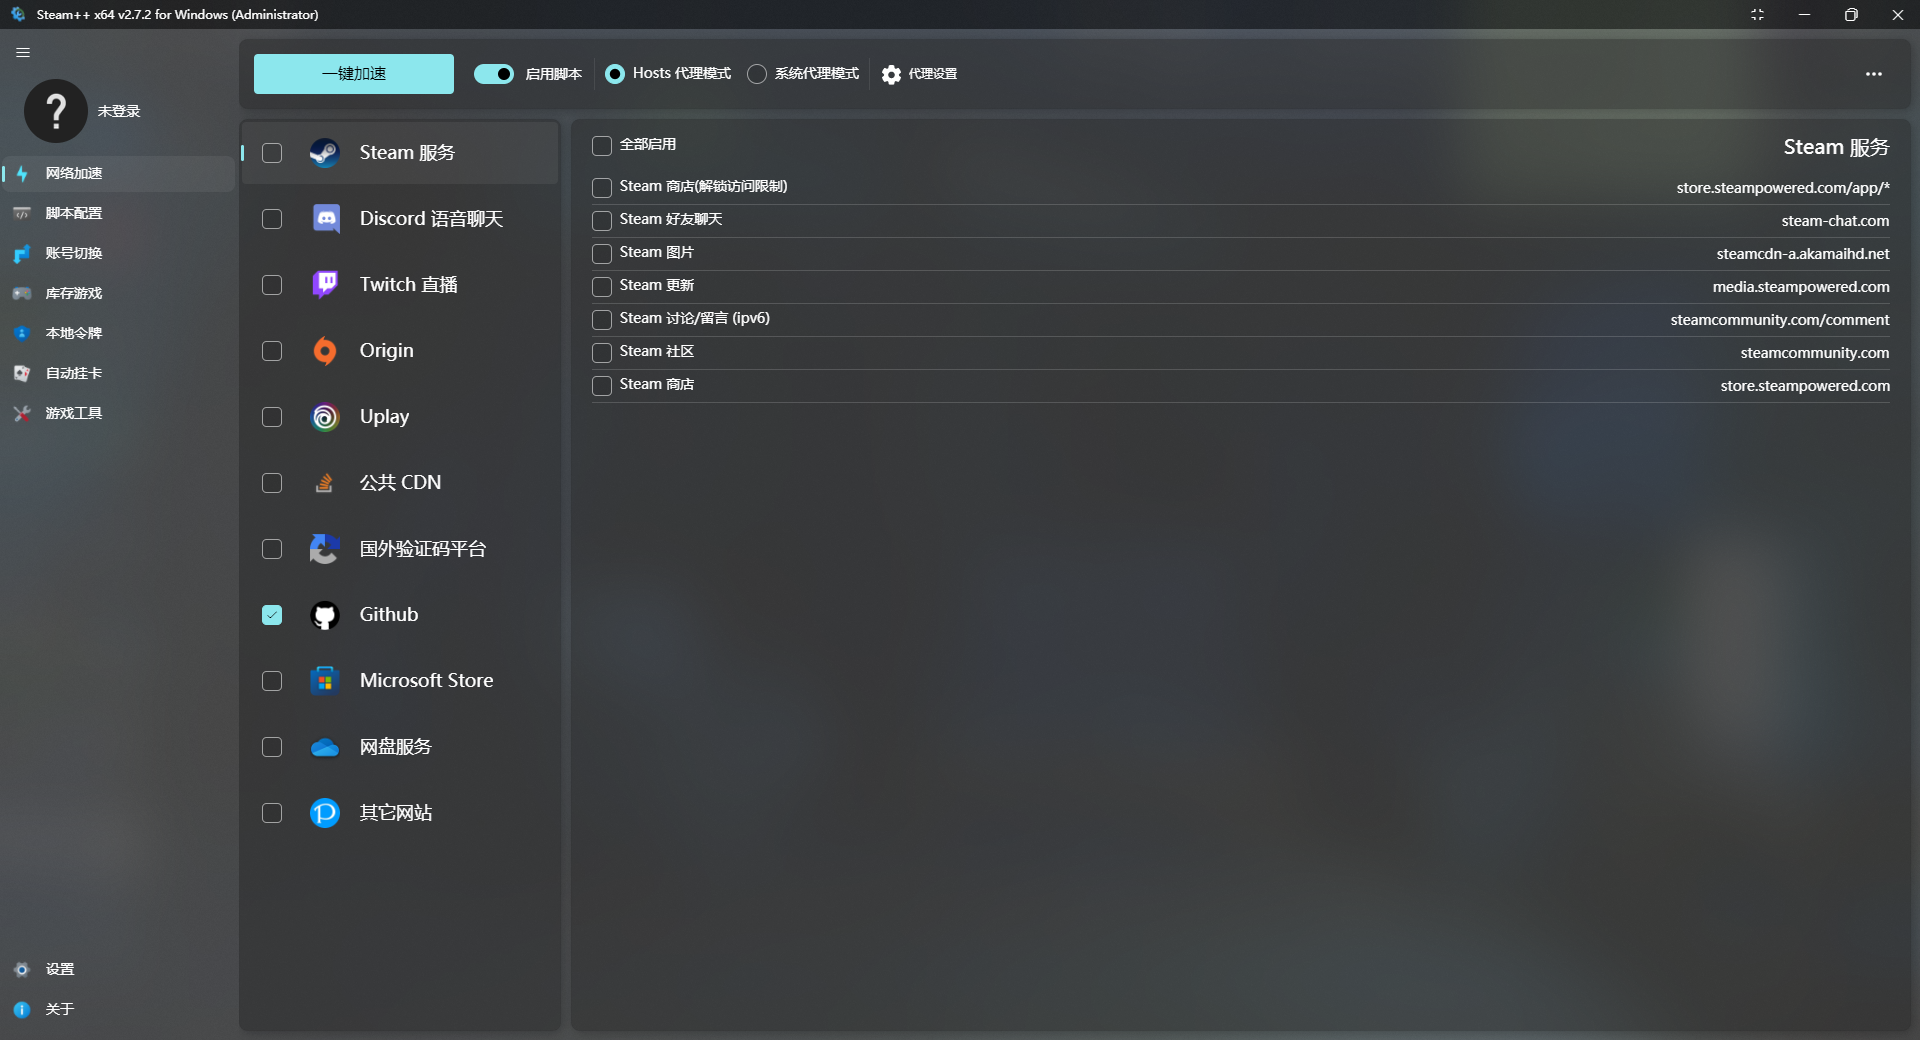 Steam++ x64 v2.7.2 for Windows (Administrator)
未登录
网络加速
脚本配置
账号切换
库存游戏
本地令牌
自动挂卡
游戏工具
设置
关于
一键加速
启用脚本
Hosts 代理模式
系统代理模式
代理设置
Steam 服务
Discord 语音聊天
Twitch 直播
Origin
Uplay
公共 CDN
国外验证码平台
Github
Microsoft Store
网盘服务
其它网站
全部启用
Steam 服务
Steam 商店(解锁访问限制) store.steampowered.com/app/*
Steam 好友聊天 steam-chat.com
Steam 图片 steamcdn-a.akamaihd.net
Steam 更新 media.steampowered.com
Steam 讨论/留言 (ipv6) steamcommunity.com/comment
Steam 社区 steamcommunity.com
Steam 商店 store.steampowered.com